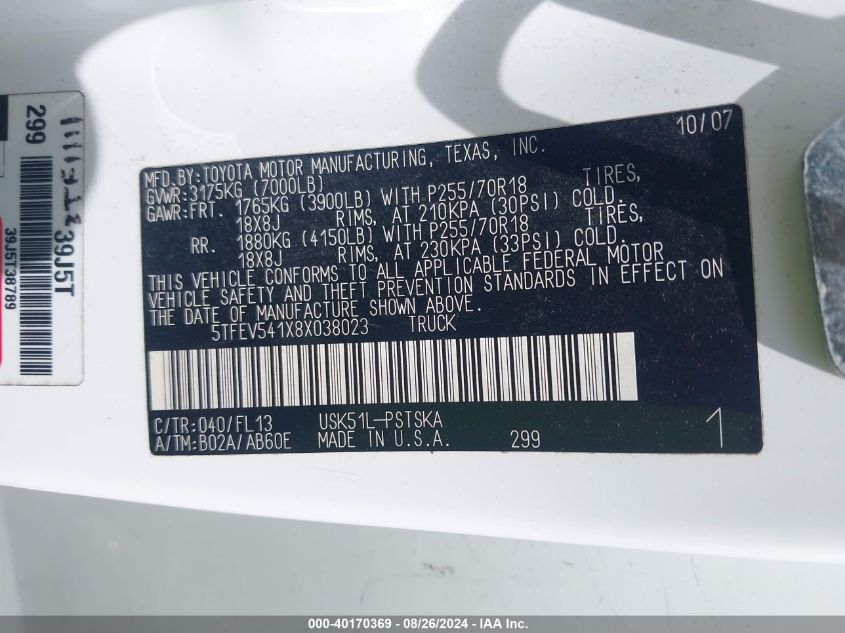 299
39J5T
39J5T38789
10/07
MFD.BY:TOYOTA MOTOR MANUFACTURING, TEXAS, INC.
GVWR:3175KG (7000LB)
GAWR:FRT. 1765KG (3900LB) WITH P255/70R18 TIRES,
18X8J RIMS, AT 210KPA (30PSI) COLD.
RR. 1880KG (4150LB) WITH P255/70R18 TIRES,
18X8J RIMS, AT 230KPA (33PSI) COLD.
THIS VEHICLE CONFORMS TO ALL APPLICABLE FEDERAL MOTOR
VEHICLE SAFETY AND THEFT PREVENTION STANDARDS IN EFFECT ON
THE DATE OF MANUFACTURE SHOWN ABOVE.
5TFEV541X8X038023 TRUCK
C/TR:040/FL13 USK51L-PSTSKA
A/TM:B02A/AB60E MADE IN U.S.A. 299 1
000-40170369 - 08/26/2024 - IAA Inc.